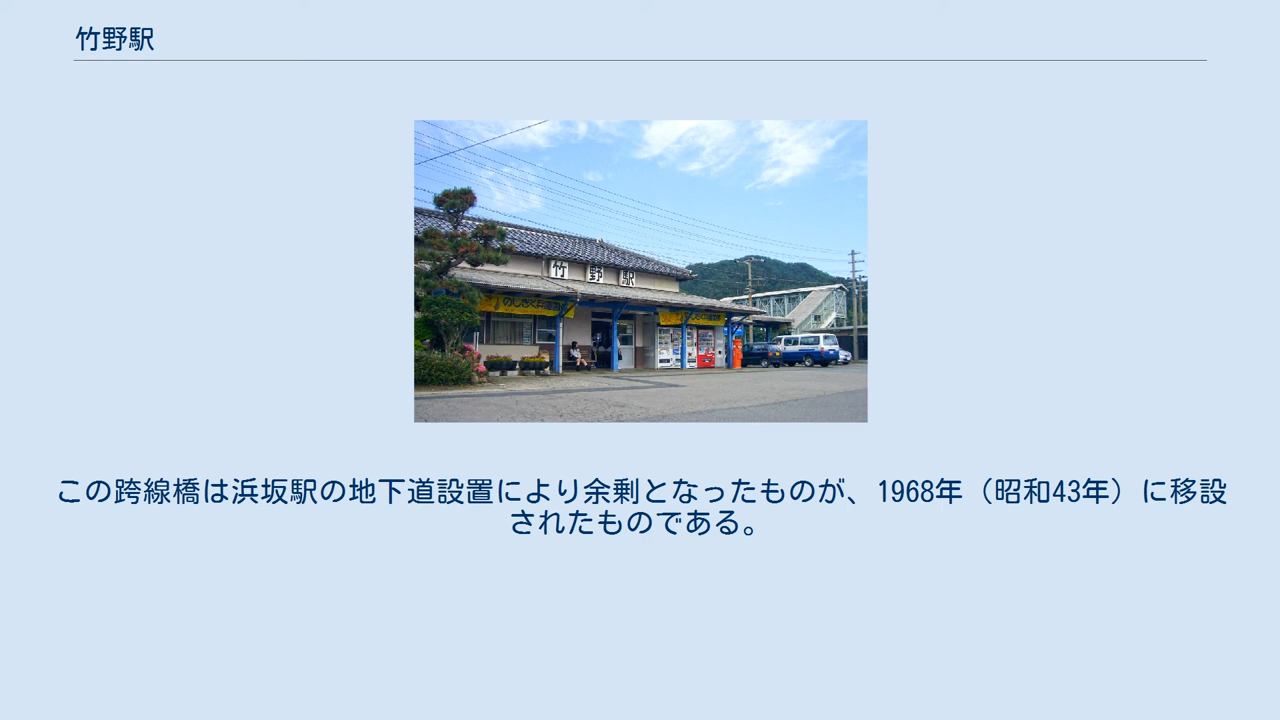 竹野駅
竹野駅
この跨線橋は浜坂駅の地下道設置により余剰となったものが、1968年（昭和43年）に移設
されたものである。